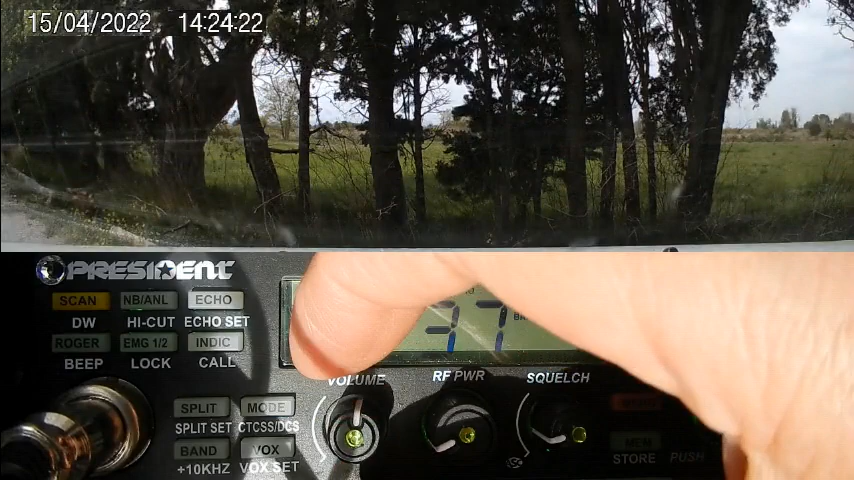 15/04/2022 14:24:22
PRESIDENT
SCAN NB/ANL ECHO
DW HI-CUT ECHO SET
ROGER EMG 1/2 INDIC
BEEP LOCK CALL
VOLUME RF PWR SQUELCH
SPLIT MODE
SPLIT SET CTCSS/DCS
BAND VOX
+10KHZ VOX SET
MEM
STORE PUSH